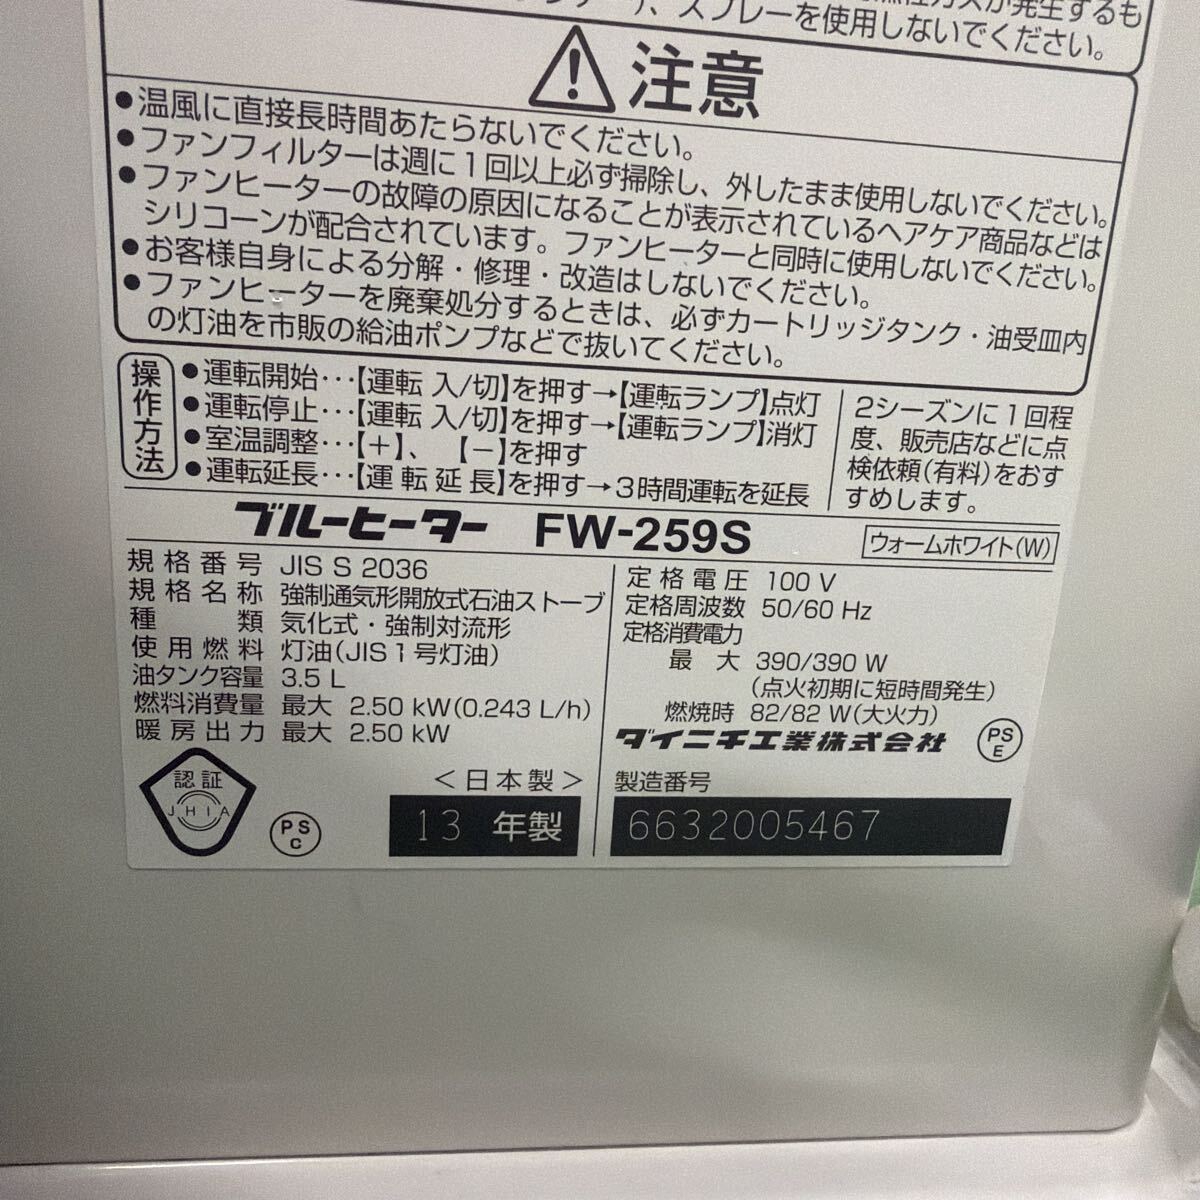 が発生するも
、スプレーを使用しないでください。
注意
●温風に直接長時間あたらないでください。
●ファンフィルターは週に1回以上必ず掃除し、外したまま使用しないでください。
●ファンヒーターの故障の原因になることが表示されているヘアケア商品などは
シリコーンが配合されています。ファンヒーターと同時に使用しないでください。
●お客様自身による分解・修理・改造はしないでください。
●ファンヒーターを廃棄処分するときは、必ずカートリッジタンク・油受皿内
の灯油を市販の給油ポンプなどで抜いてください。
操作方法
●運転開始･･･【運転 入/切】を押す→【運転ランプ】点灯
●運転停止･･･【運転 入/切】を押す→【運転ランプ】消灯
●室温調整･･･【＋】、【－】を押す
●運転延長･･･【運転延長】を押す→3時間運転を延長
2シーズンに1回程
度、販売店などに点
検依頼(有料)をおす
すめします。
ブルーヒーター FW-259S
ウォームホワイト(W)
規格番号 JIS S 2036
規格名称 強制通気形開放式石油ストーブ
種類 気化式・強制対流形
使用燃料 灯油(JIS1号灯油)
油タンク容量 3.5 L
燃料消費量 最大 2.50 kW(0.243 L/h)
暖房出力 最大 2.50 kW
定格電圧 100 V
定格周波数 50/60 Hz
定格消費電力
最大 390/390 W
(点火初期に短時間発生)
燃焼時 82/82 W(大火力)
ダイニチ工業株式会社
PS
E
認証
JHIA
PS
C
＜日本製＞
13 年製
製造番号
6632005467